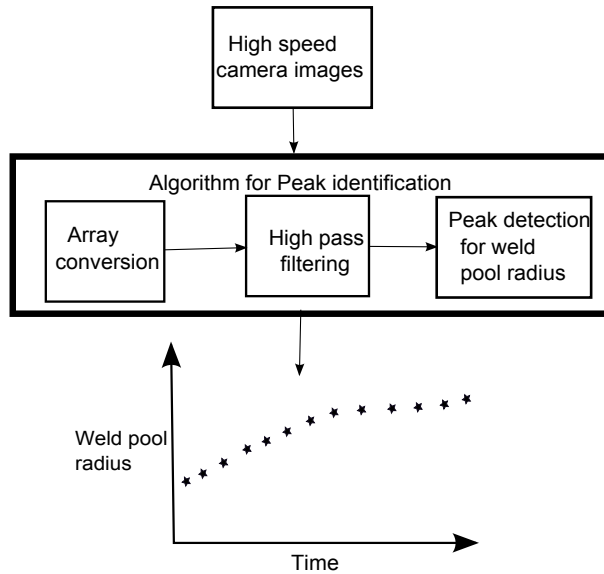 High speed
camera images
Algorithm for Peak identification
Array
conversion
High pass
filtering
Peak detection
for weld
pool radius
Weld pool
radius
Time